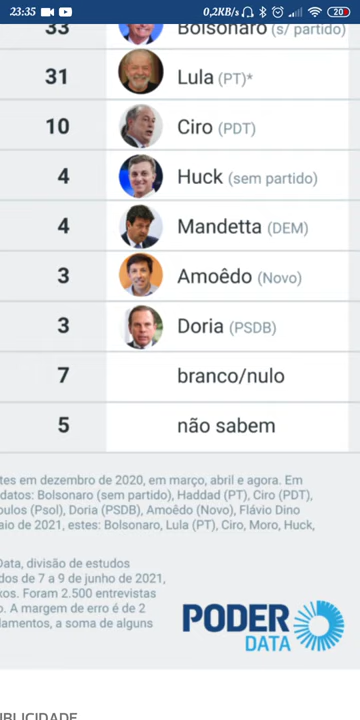 23:35
0,2KB/s
20
33 Bolsonaro (s/ partido)
31 Lula (PT)*
10 Ciro (PDT)
4 Huck (sem partido)
4 Mandetta (DEM)
3 Amoêdo (Novo)
3 Doria (PSDB)
7 branco/nulo
5 não sabem
tes em dezembro de 2020, em março, abril e agora. Em
datos: Bolsonaro (sem partido), Haddad (PT), Ciro (PDT),
oulos (Psol), Doria (PSDB), Amoêdo (Novo), Flávio Dino
aio de 2021, estes: Bolsonaro, Lula (PT), Ciro, Moro, Huck,
Data, divisão de estudos
dos de 7 a 9 de junho de 2021,
xos. Foram 2.500 entrevistas
o. A margem de erro é de 2
lamentos, a soma de alguns
PODER
DATA
UBLICIDADE